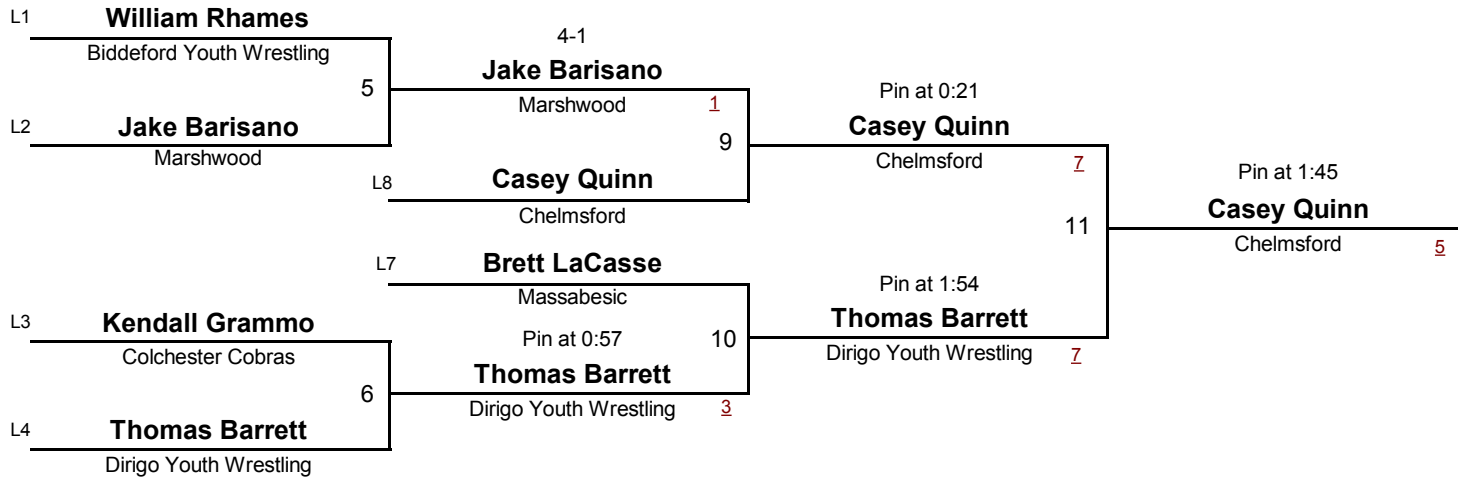 L1 William Rhames
Biddeford Youth Wrestling
5
L2 Jake Barisano
Marshwood
4-1
Jake Barisano
Marshwood 1
9
L8 Casey Quinn
Chelmsford
L7 Brett LaCasse
Massabesic
10
L3 Kendall Grammo
Colchester Cobras
6
L4 Thomas Barrett
Dirigo Youth Wrestling
Pin at 0:57
Thomas Barrett
Dirigo Youth Wrestling 3
Pin at 0:21
Casey Quinn
Chelmsford 7
11
Pin at 1:54
Thomas Barrett
Dirigo Youth Wrestling 7
Pin at 1:45
Casey Quinn
Chelmsford 5